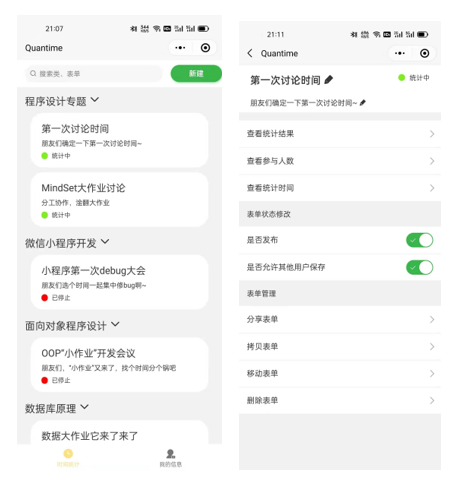 21:07
Quantime
搜索类、表单
新建
程序设计专题
第一次讨论时间
朋友们确定一下第一次讨论时间~
统计中
MindSet大作业讨论
分工协作，淦翻大作业
统计中
微信小程序开发
小程序第一次debug大会
朋友们选个时间一起集中修bug啊~
已停止
面向对象程序设计
OOP"小作业"开发会议
朋友们，"小作业"又来了，找个时间分个锅吧
已停止
数据库原理
数据大作业它来了来了
我的信息
21:11
Quantime
第一次讨论时间
统计中
朋友们确定一下第一次讨论时间~
查看统计结果
查看参与人数
查看统计时间
表单状态修改
是否发布
是否允许其他用户保存
表单管理
分享表单
拷贝表单
移动表单
删除表单